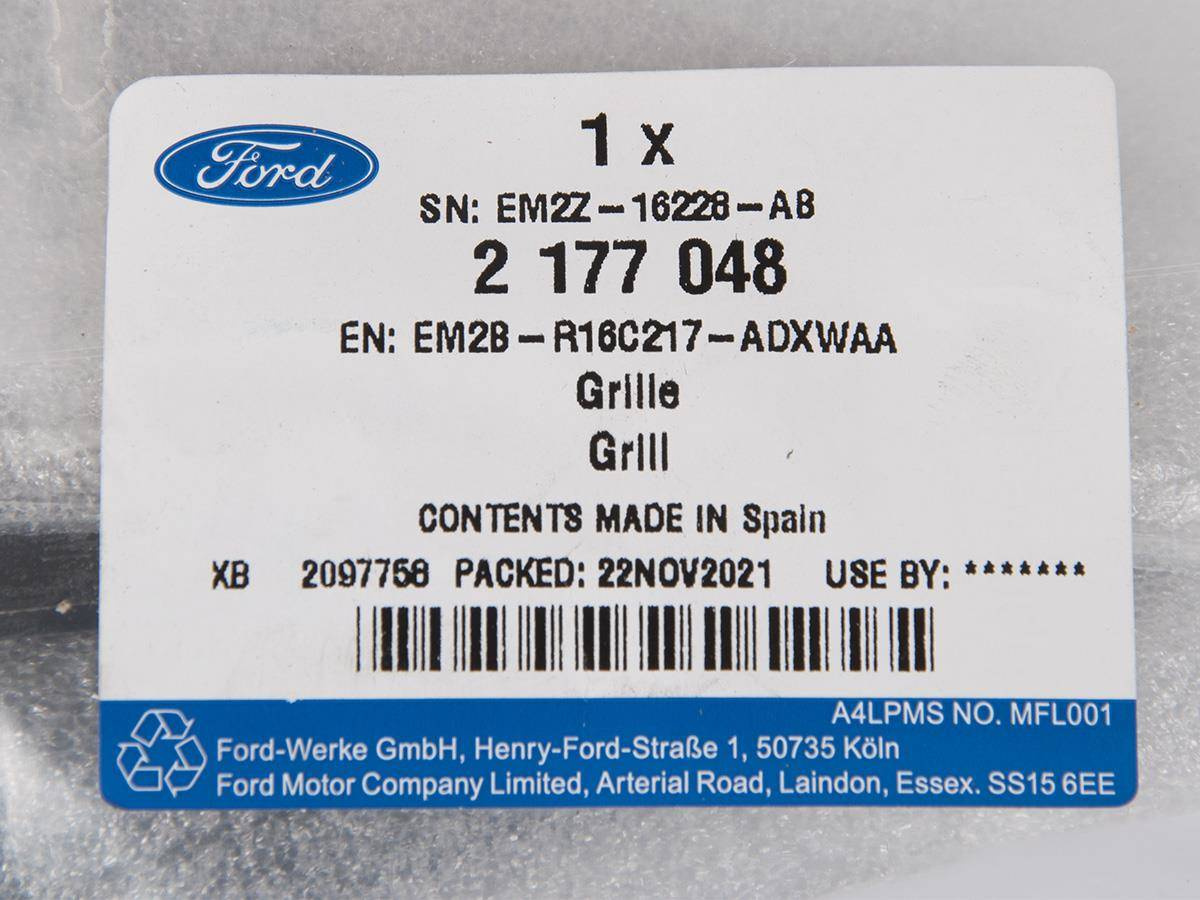 Ford
1 x
SN: EM2Z-16228-AB
2 177 048
EN: EM2B-R16C217-ADXWAA
Grille
Grill
CONTENTS MADE IN Spain
XB 2097758 PACKED: 22NOV2021 USE BY: *******
A4LPMS NO. MFL001
Ford-Werke GmbH, Henry-Ford-Straße 1, 50735 Köln
Ford Motor Company Limited, Arterial Road, Laindon, Essex. SS15 6EE